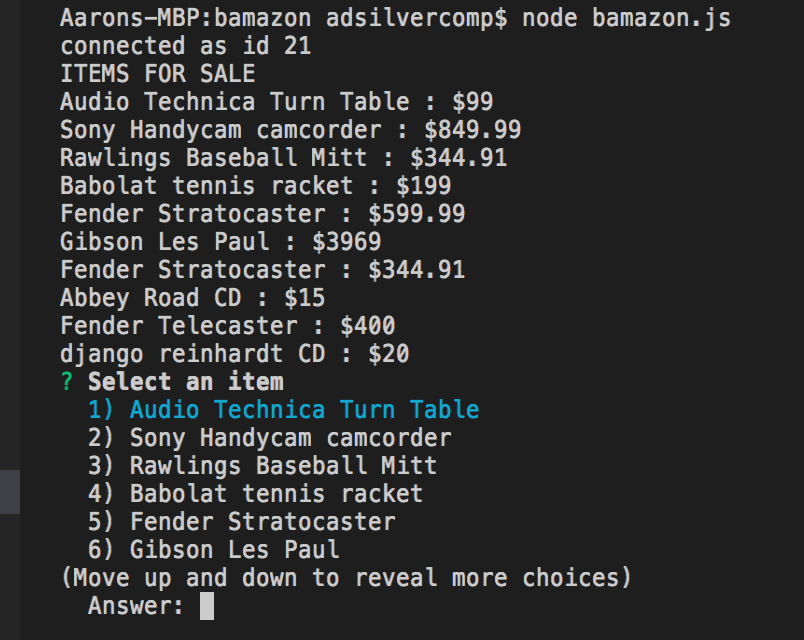 Aarons-MBP:bamazon adsilvercomp$ node bamazon.js
connected as id 21
ITEMS FOR SALE
Audio Technica Turn Table : $99
Sony Handycam camcorder : $849.99
Rawlings Baseball Mitt : $344.91
Babolat tennis racket : $199
Fender Stratocaster : $599.99
Gibson Les Paul : $3969
Fender Stratocaster : $344.91
Abbey Road CD : $15
Fender Telecaster : $400
django reinhardt CD : $20
? Select an item
1) Audio Technica Turn Table
2) Sony Handycam camcorder
3) Rawlings Baseball Mitt
4) Babolat tennis racket
5) Fender Stratocaster
6) Gibson Les Paul
(Move up and down to reveal more choices)
Answer: